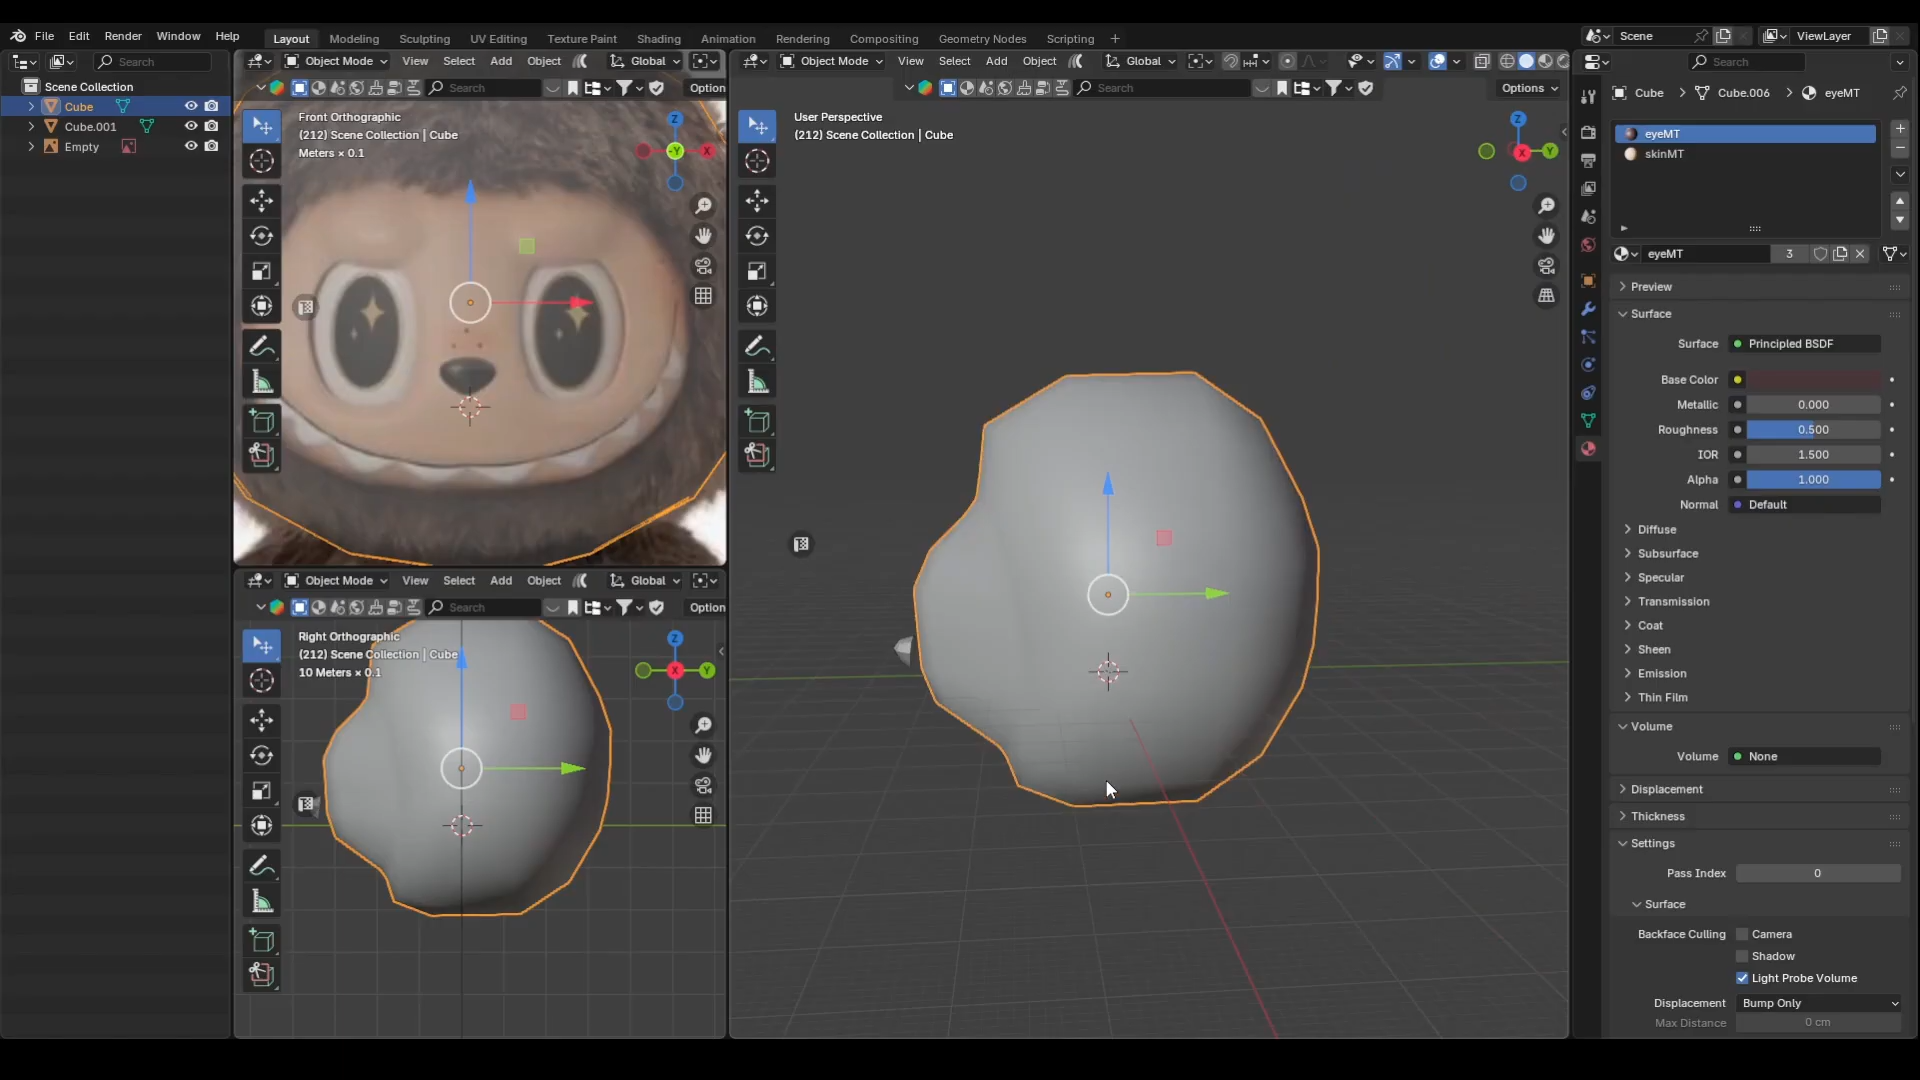 File Edit Render Window Help
Layout Modeling Sculpting UV Editing Texture Paint Shading Animation Rendering Compositing Geometry Nodes Scripting +
Scene
ViewLayer
Search
Scene Collection
Cube
Cube.001
Empty
Object Mode View Select Add Object Global
Search
Option
Front Orthographic
(212) Scene Collection | Cube
Meters × 0.1
Z
-Y
X
Object Mode View Select Add Object Global
Search
Option
Right Orthographic
(212) Scene Collection | Cube
10 Meters × 0.1
Z
X
Y
Object Mode View Select Add Object Global
Search
Options
User Perspective
(212) Scene Collection | Cube
Z
X
Y
Search
Cube > Cube.006 > eyeMT
eyeMT
skinMT
eyeMT 3
Preview
Surface
Surface Principled BSDF
Base Color
Metallic 0.000
Roughness 0.500
IOR 1.500
Alpha 1.000
Normal Default
Diffuse
Subsurface
Specular
Transmission
Coat
Sheen
Emission
Thin Film
Volume
Volume None
Displacement
Thickness
Settings
Pass Index 0
Surface
Backface Culling Camera
Shadow
Light Probe Volume
Displacement Bump Only
Max Distance 0 cm